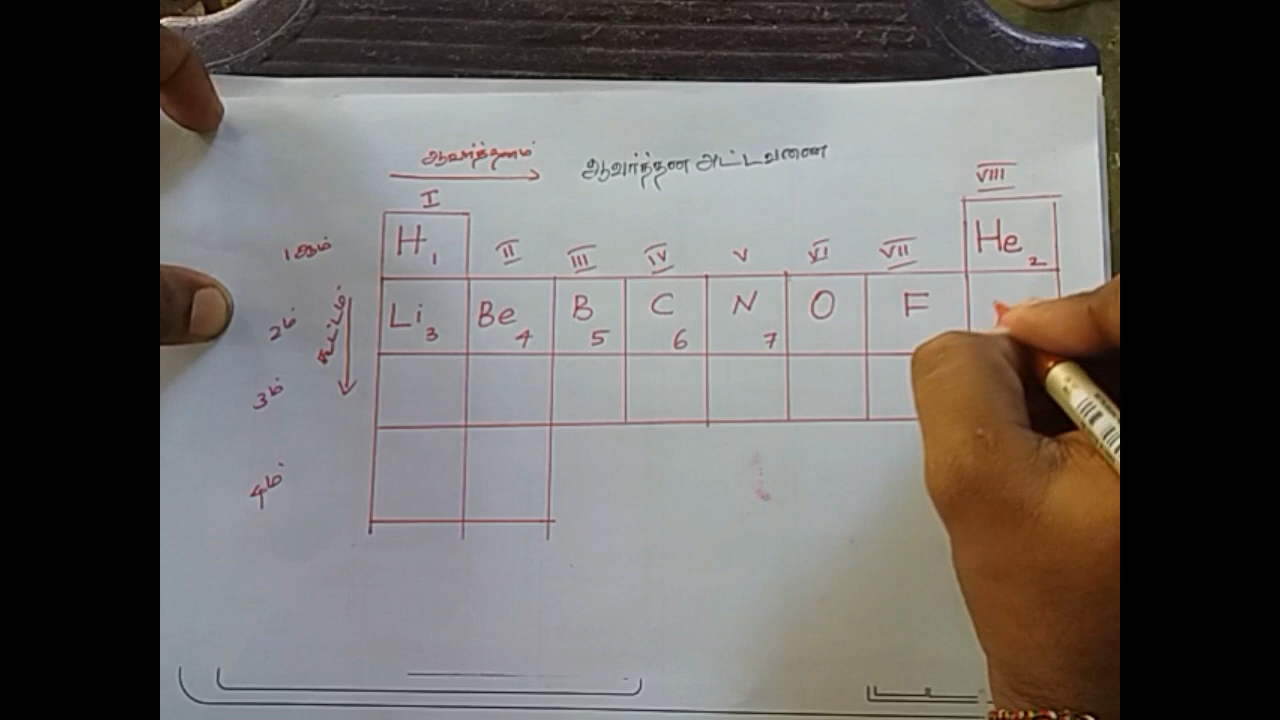 ஆவர்த்தனம் ஆவர்த்தன அட்டவணை
I VIII
1ஆம் H 1 II III IV V VI VII He 2
2ம் கூட்டம் Li 3 Be 4 B 5 C 6 N 7 O F
3ம்
4ம்